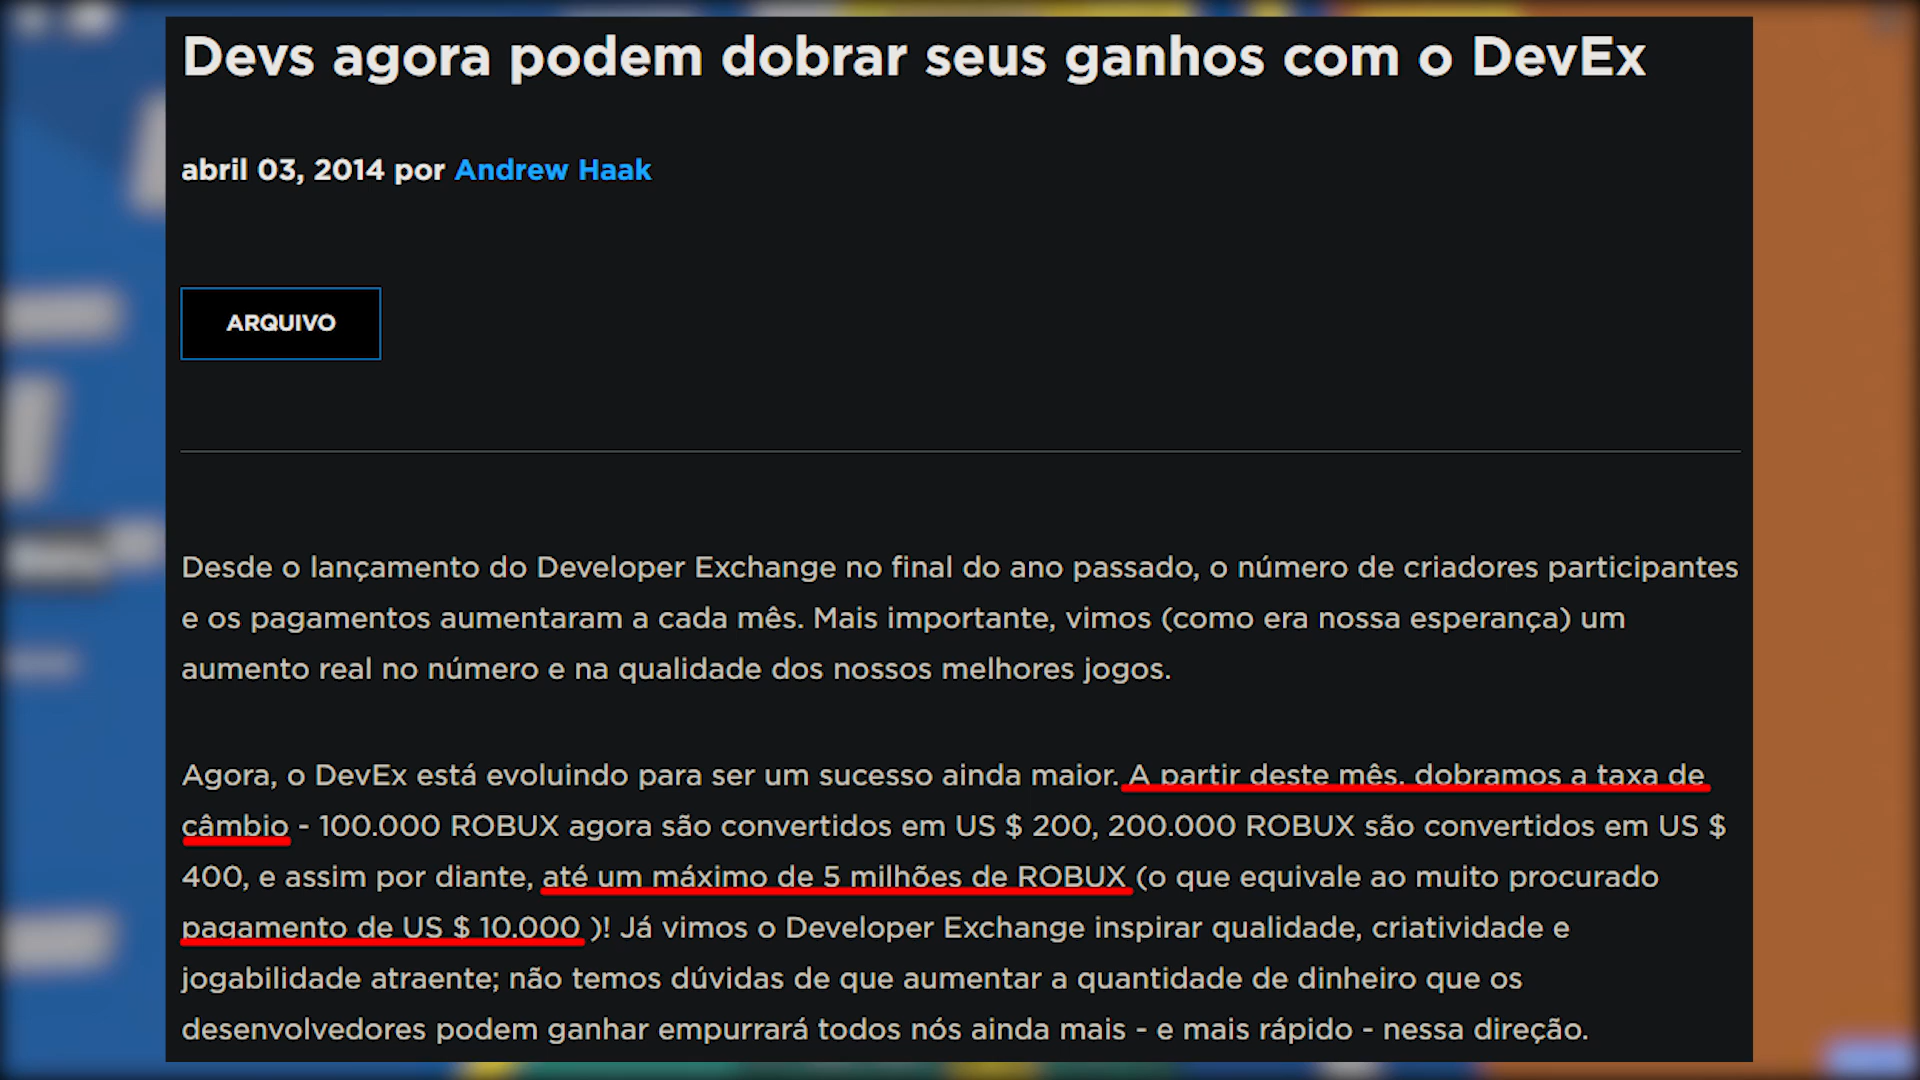 Devs agora podem dobrar seus ganhos com o DevEx
abril 03, 2014 por Andrew Haak
ARQUIVO
Desde o lançamento do Developer Exchange no final do ano passado, o número de criadores participantes
e os pagamentos aumentaram a cada mês. Mais importante, vimos (como era nossa esperança) um
aumento real no número e na qualidade dos nossos melhores jogos.
Agora, o DevEx está evoluindo para ser um sucesso ainda maior. A partir deste mês, dobramos a taxa de
câmbio - 100.000 ROBUX agora são convertidos em US $ 200, 200.000 ROBUX são convertidos em US $
400, e assim por diante, até um máximo de 5 milhões de ROBUX (o que equivale ao muito procurado
pagamento de US $ 10.000 )! Já vimos o Developer Exchange inspirar qualidade, criatividade e
jogabilidade atraente; não temos dúvidas de que aumentar a quantidade de dinheiro que os
desenvolvedores podem ganhar empurrará todos nós ainda mais - e mais rápido - nessa direção.